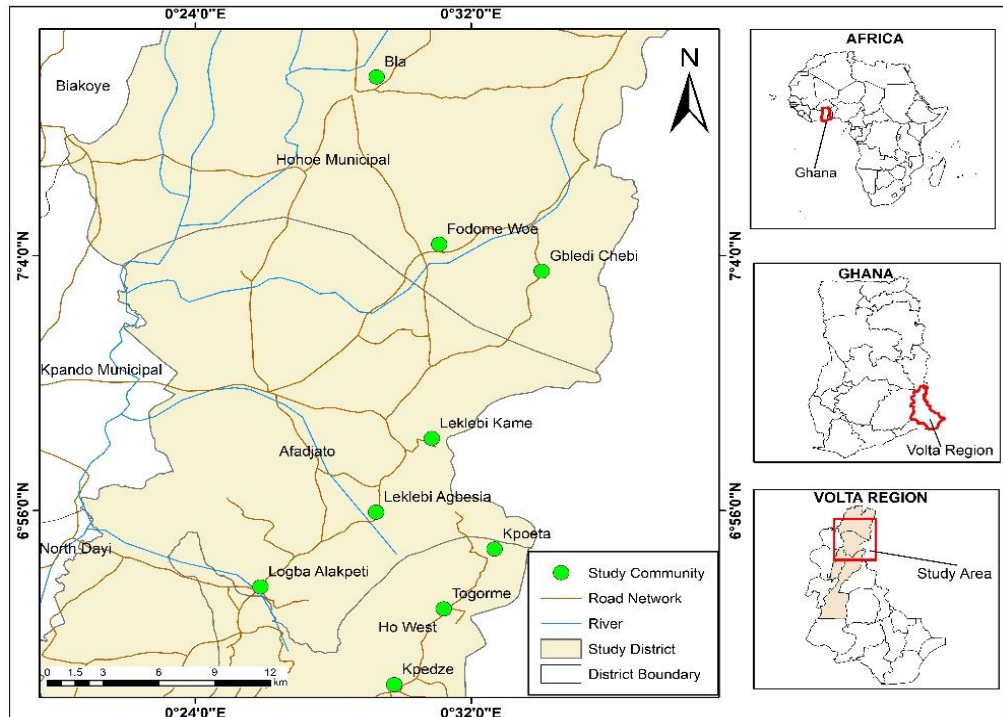 0°24'0"E
0°32'0"E
Bla
Biakoye
N
Hohoe Municipal
Fodome Woe
Gbledi Chebi
7°4'0"N
7°4'0"N
Kpando Municipal
Leklebi Kame
Afadjato
Leklebi Agbesia
6°56'0"N
6°56'0"N
Kpoeta
North Dayi
Logba Alakpeti
Togorme
Ho West
Kpedze
0 1.5 3 6 9 12
km
Study Community
Road Network
River
Study District
District Boundary
0°24'0"E
0°32'0"E
AFRICA
Ghana
GHANA
Volta Region
VOLTA REGION
Study Area